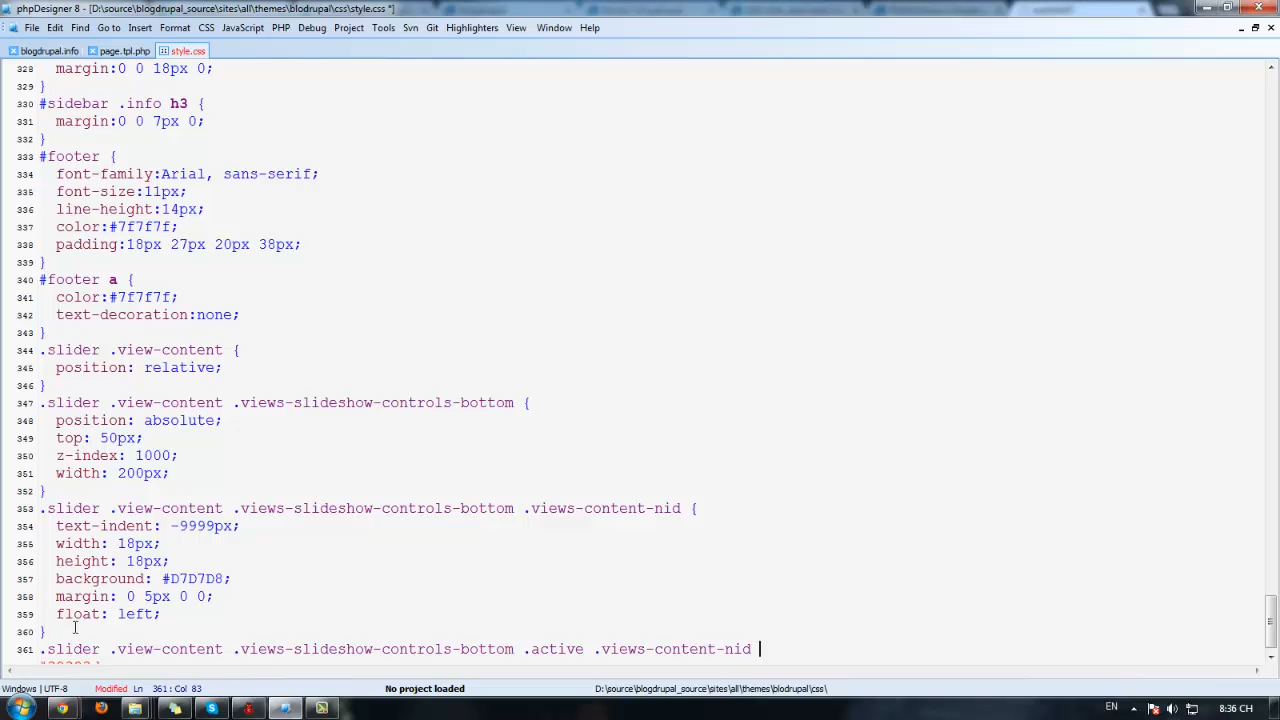 phpDesigner 8 - [D:\source\blogdrupal_source\sites\all\themes\blodrupal\css\style.css *]
File Edit Find Go to Insert Format CSS JavaScript PHP Debug Project Tools Svn Git Highlighters View Window Help
blogdrupal.info page.tpl.php style.css
328 margin:0 0 18px 0;
329 }
330 #sidebar .info h3 {
331 margin:0 0 7px 0;
332 }
333 #footer {
334 font-family:Arial, sans-serif;
335 font-size:11px;
336 line-height:14px;
337 color:#7f7f7f;
338 padding:18px 27px 20px 38px;
339 }
340 #footer a {
341 color:#7f7f7f;
342 text-decoration:none;
343 }
344 .slider .view-content {
345 position: relative;
346 }
347 .slider .view-content .views-slideshow-controls-bottom {
348 position: absolute;
349 top: 50px;
350 z-index: 1000;
351 width: 200px;
352 }
353 .slider .view-content .views-slideshow-controls-bottom .views-content-nid {
354 text-indent: -9999px;
355 width: 18px;
356 height: 18px;
357 background: #D7D7D8;
358 margin: 0 5px 0 0;
359 float: left;
360 }
361 .slider .view-content .views-slideshow-controls-bottom .active .views-content-nid
Windows | UTF-8 Modified Ln 361 : Col 83 No project loaded D:\source\blogdrupal_source\sites\all\themes\blodrupal\css\
EN 8:36 CH